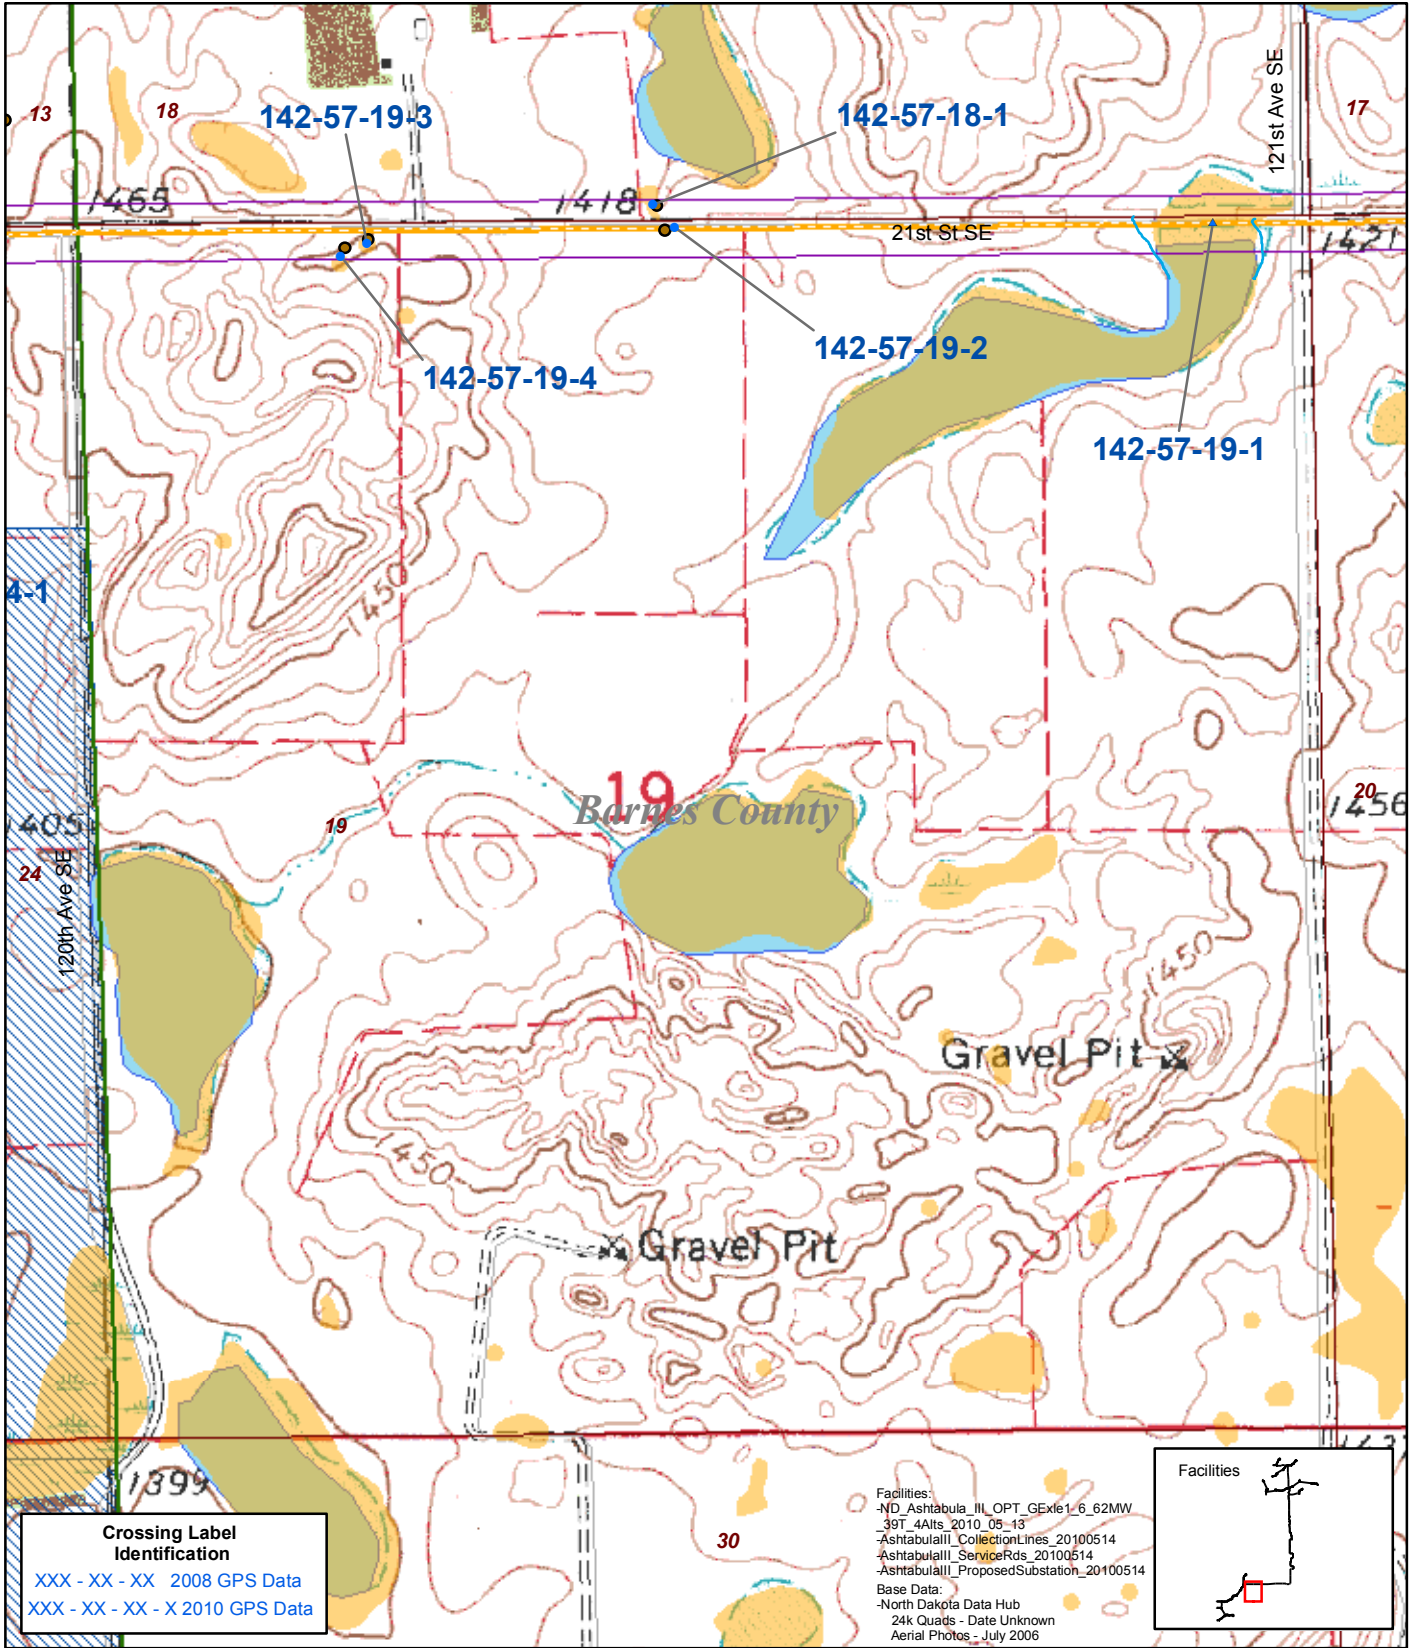 13
18
142-57-19-3
142-57-18-1
121st Ave SE
17
1465
1418
21st St SE
1421
142-57-19-2
142-57-19-4
142-57-19-1
4-1
1450
19
Barnes County
19
20
1456
1405
24
120th Ave SE
1450
Gravel Pit
1450
Gravel Pit
1399
30
Crossing Label
Identification
XXX - XX - XX 2008 GPS Data
XXX - XX - XX - X 2010 GPS Data
Facilities:
-ND_Ashtabula_III_OPT_GExle1_6_62MW
_39T_4Alts_2010_05_13
-AshtabulaIII_CollectionLines_20100514
-AshtabulaIII_ServiceRds_20100514
-AshtabulaIII_ProposedSubstation_20100514
Base Data:
-North Dakota Data Hub
24k Quads - Date Unknown
Aerial Photos - July 2006
Facilities